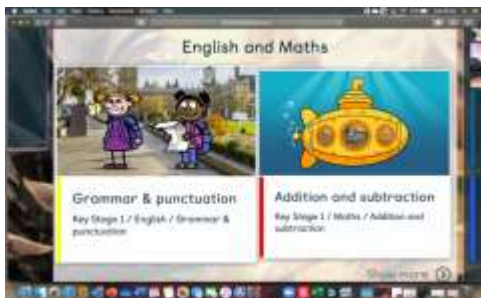 English and Maths
Grammar & punctuation
Key Stage 1 / English / Grammar &
punctuation
Addition and subtraction
Key Stage 1 / Maths / Addition and
subtraction
Show more